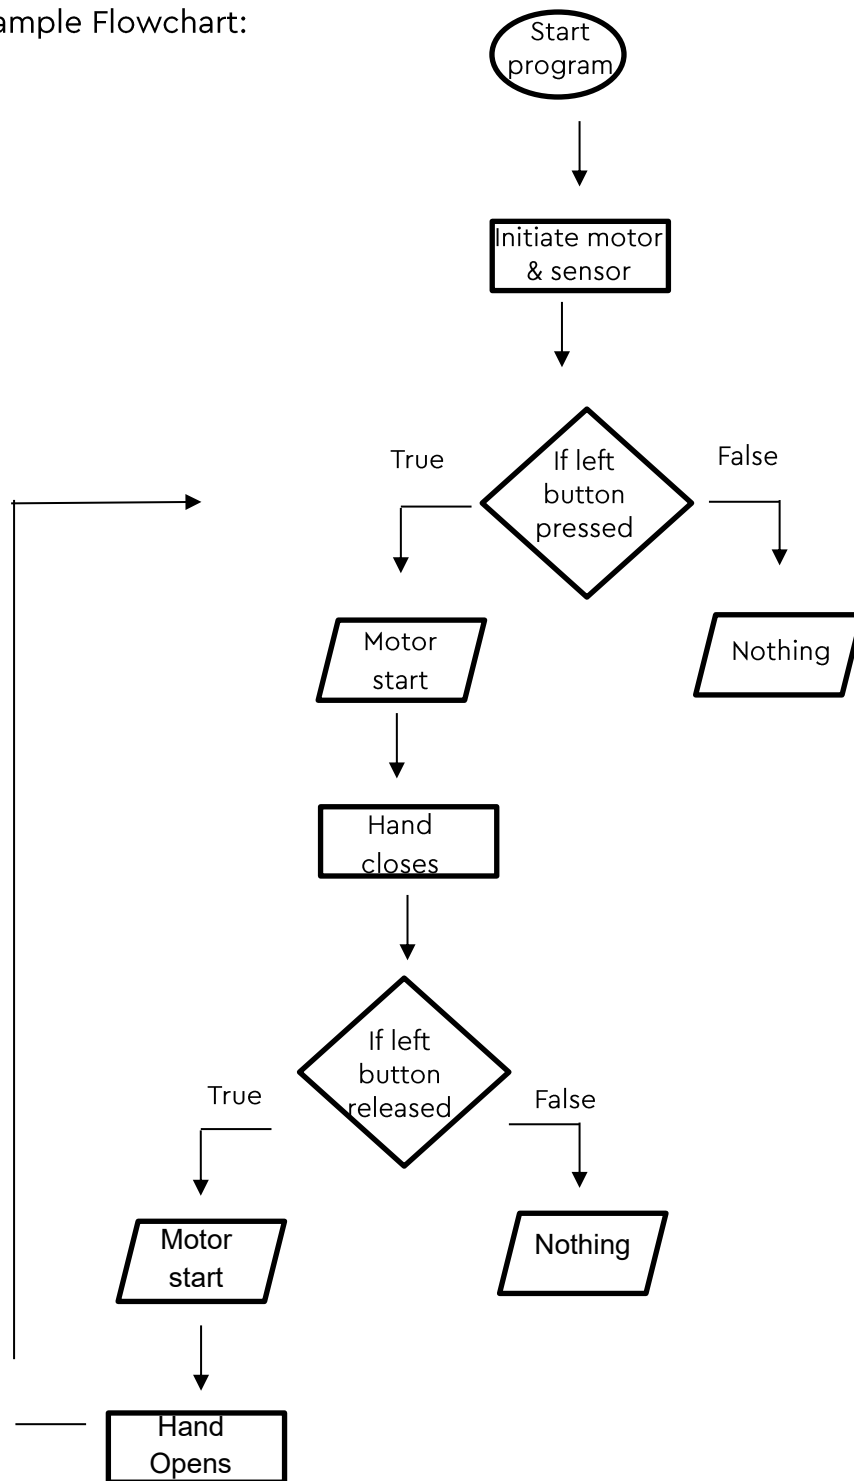 ample Flowchart:
Start
program
Initiate motor
& sensor
True
If left
button
pressed
False
Motor
start
Nothing
Hand
closes
If left
button
released
True
False
Motor
start
Nothing
Hand
Opens